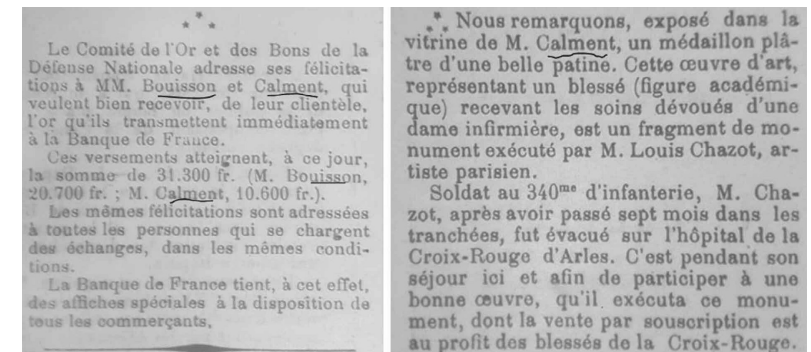 Le Comité de l'Or et des Bons de la
Défense Nationale adresse ses félicita-
tions à MM. Bouisson et Calment, qui
veulent bien recevoir, de leur clientèle,
l'or qu'ils transmettent immédiatement
à la Banque de France.
Ces versements atteignent, à ce jour,
la somme de 31.300 fr. (M. Bouisson,
20.700 fr. ; M. Calment, 10.600 fr.).
Les mêmes félicitations sont adressées
à toutes les personnes qui se chargent
des échanges, dans les mêmes condi-
tions.
La Banque de France tient, à cet effet,
des affiches spéciales à la disposition de
tous les commerçants.
Nous remarquons, exposé dans la
vitrine de M. Calment, un médaillon plâ-
tre d'une belle patine. Cette œuvre d'art,
représentant un blessé (figure académi-
que) recevant les soins dévoués d'une
dame infirmière, est un fragment de mo-
nument exécuté par M. Louis Chazot, ar-
tiste parisien.
Soldat au 340me d'infanterie, M. Cha-
zot, après avoir passé sept mois dans les
tranchées, fut évacué sur l'hôpital de la
Croix-Rouge d'Arles. C'est pendant son
séjour ici et afin de participer à une
bonne œuvre, qu'il exécuta ce monu-
ment, dont la vente par souscription est
au profit des blessés de la Croix-Rouge.